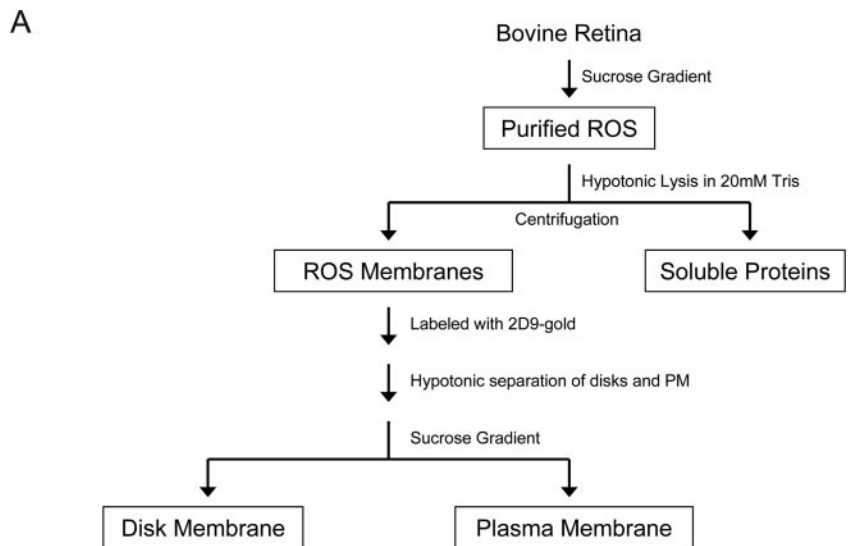 A
Bovine Retina
Sucrose Gradient
Purified ROS
Hypotonic Lysis in 20mM Tris
Centrifugation
ROS Membranes
Soluble Proteins
Labeled with 2D9-gold
Hypotonic separation of disks and PM
Sucrose Gradient
Disk Membrane
Plasma Membrane